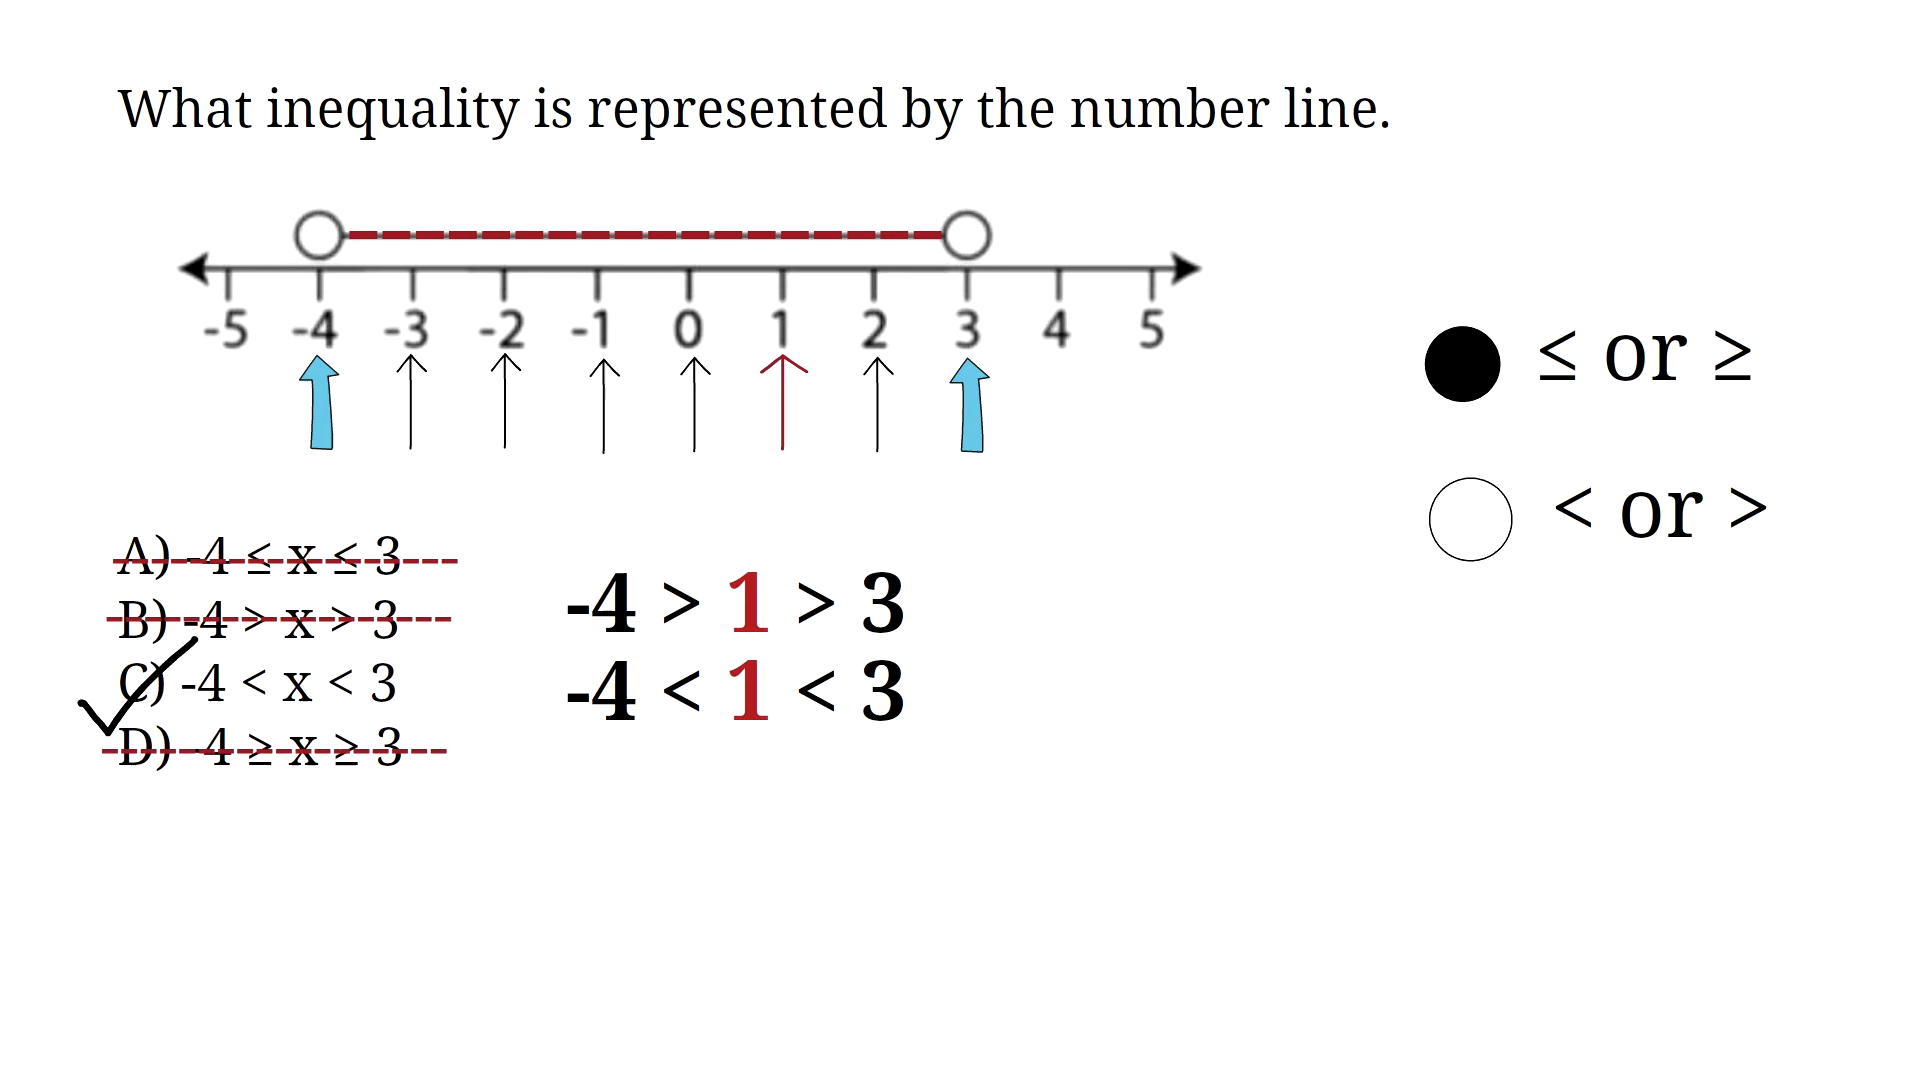 What inequality is represented by the number line.
-5 -4 -3 -2 -1 0 1 2 3 4 5
≤ or ≥
< or >
A) -4 ≤ x ≤ 3
B) -4 > x > 3
C) -4 < x < 3
D) -4 ≥ x ≥ 3
-4 > 1 > 3
-4 < 1 < 3